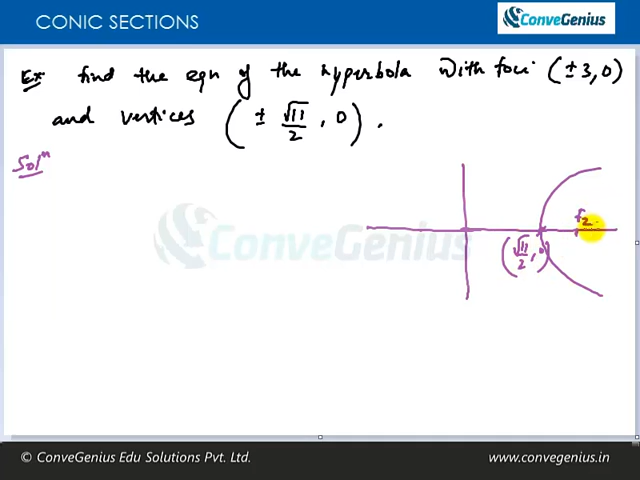 CONIC SECTIONS
ConveGenius
Ex find the eqn of the hyperbola with foci (±3,0)
and vertices (± √11/2, 0).
Solⁿ
ConveGenius
f₂
(√11/2, 0)
© ConveGenius Edu Solutions Pvt. Ltd.
www.convegenius.in